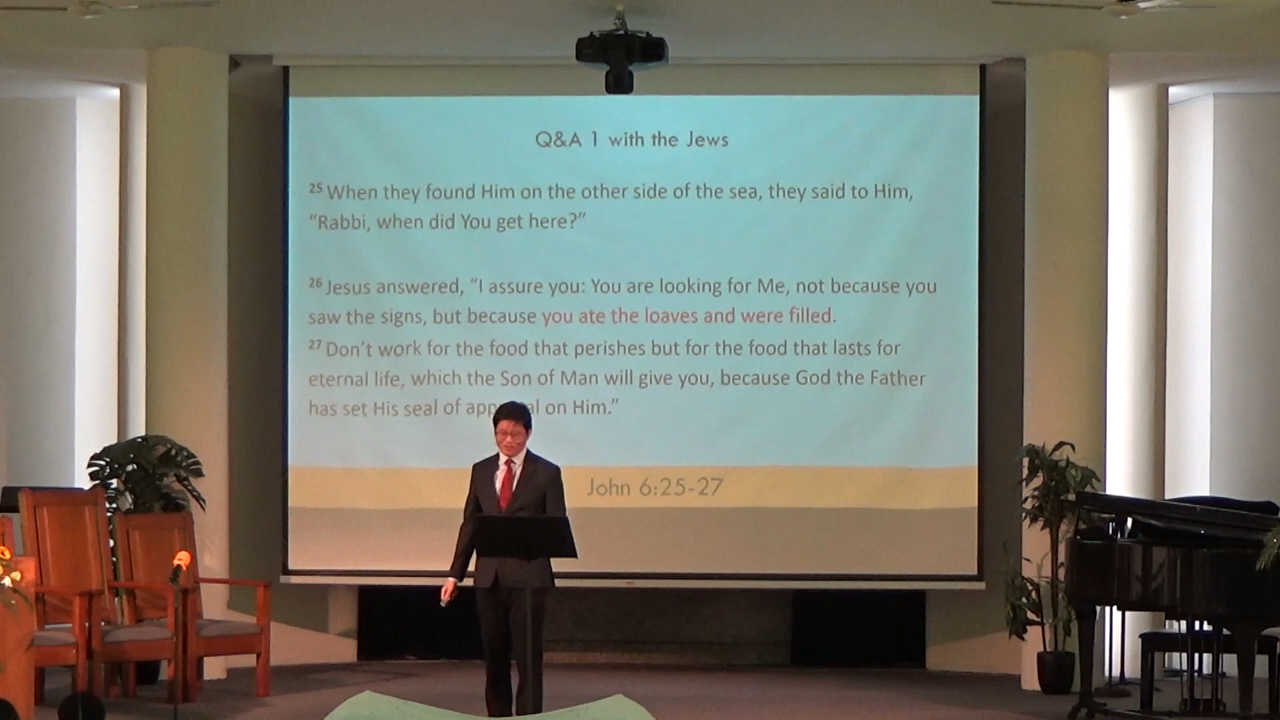 Q&A 1 with the Jews
25 When they found Him on the other side of the sea, they said to Him,
“Rabbi, when did You get here?”
26 Jesus answered, “I assure you: You are looking for Me, not because you
saw the signs, but because you ate the loaves and were filled.
27 Don’t work for the food that perishes but for the food that lasts for
eternal life, which the Son of Man will give you, because God the Father
has set His seal of on Him.”
John 6:25-27